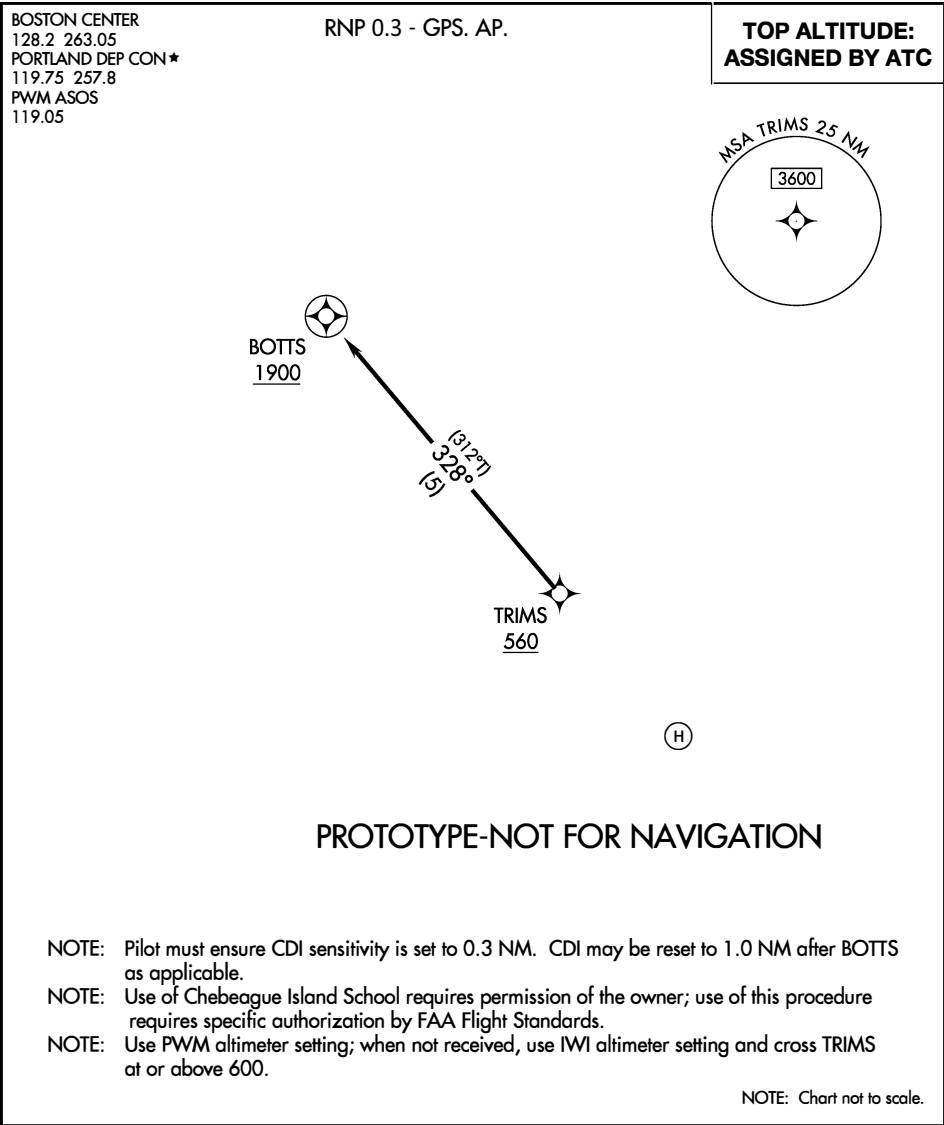 BOSTON CENTER
128.2 263.05
PORTLAND DEP CON★
119.75 257.8
PWM ASOS
119.05
RNP 0.3 - GPS. AP.
TOP ALTITUDE:
ASSIGNED BY ATC
MSA TRIMS 25 NM
3600
BOTTS
1900
(312°T)
328°
(5)
TRIMS
560
H
PROTOTYPE-NOT FOR NAVIGATION
NOTE: Pilot must ensure CDI sensitivity is set to 0.3 NM. CDI may be reset to 1.0 NM after BOTTS
as applicable.
NOTE: Use of Chebeague Island School requires permission of the owner; use of this procedure
requires specific authorization by FAA Flight Standards.
NOTE: Use PWM altimeter setting; when not received, use IWI altimeter setting and cross TRIMS
at or above 600.
NOTE: Chart not to scale.